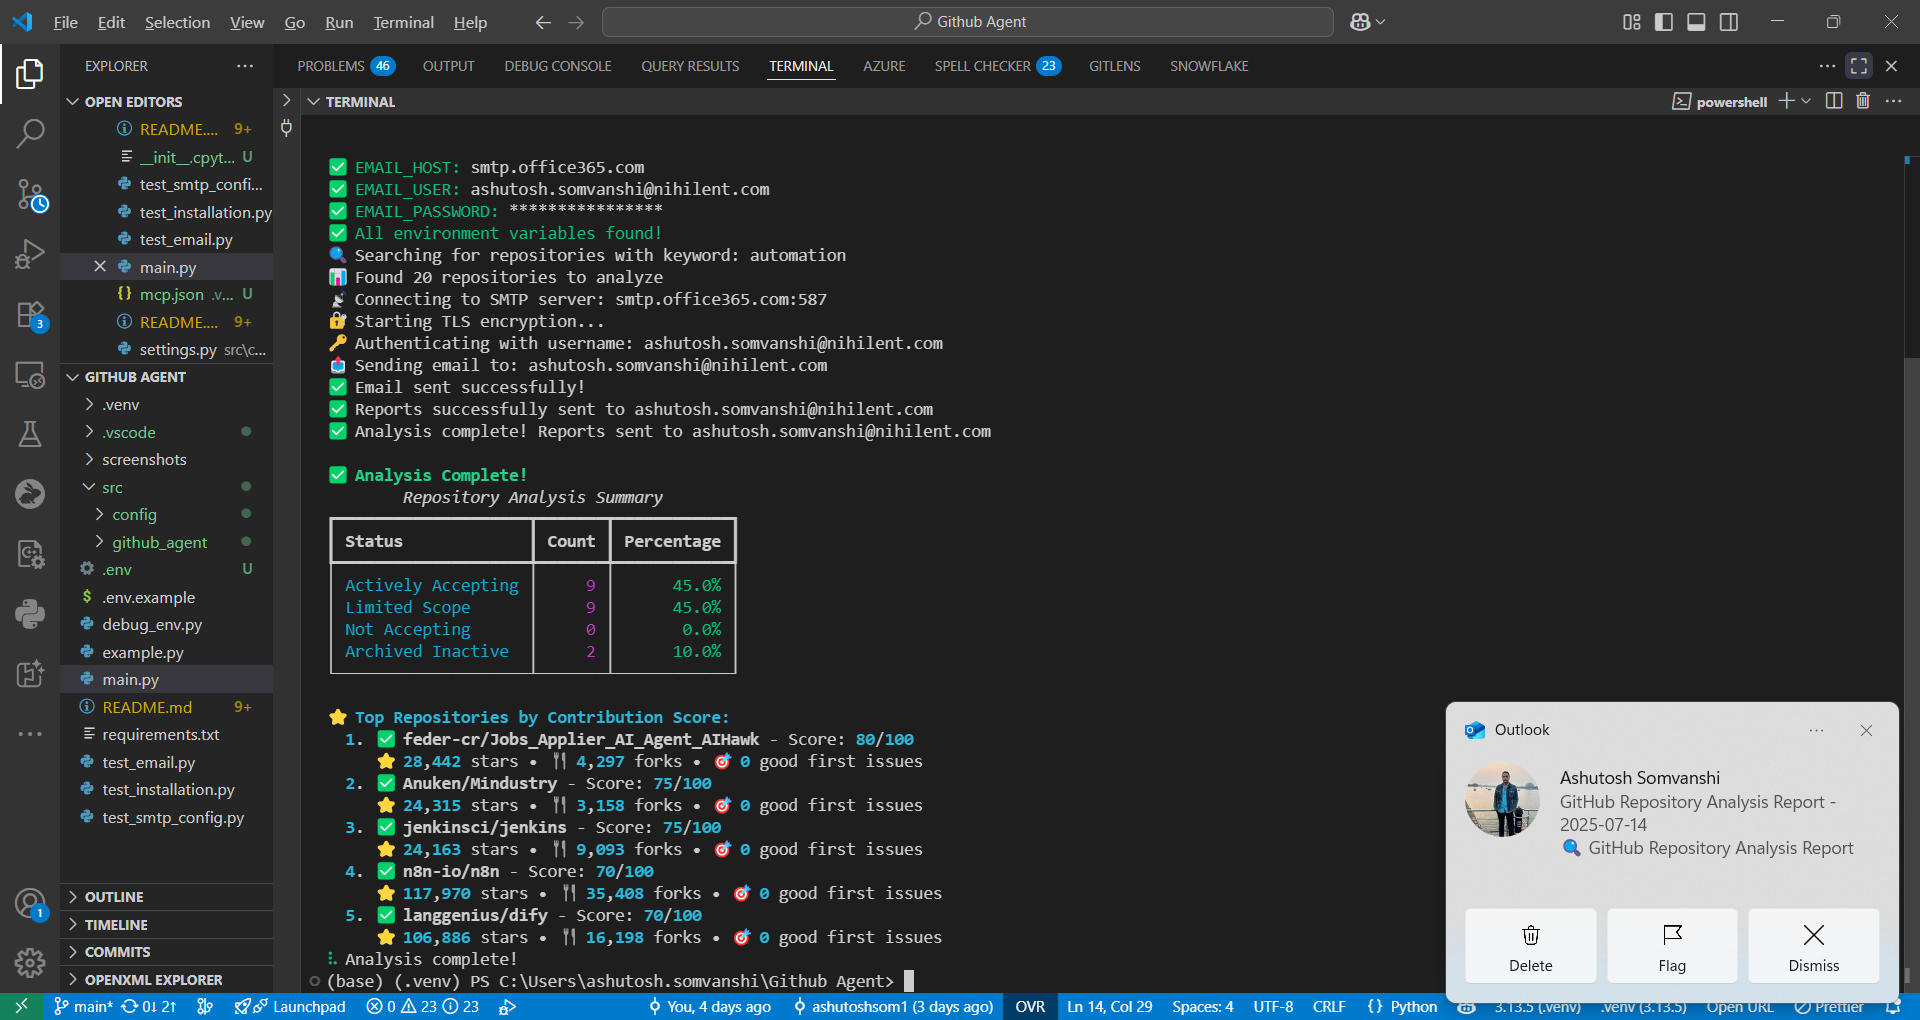 File Edit Selection View Go Run Terminal Help
Github Agent
EXPLORER
PROBLEMS 46 OUTPUT DEBUG CONSOLE QUERY RESULTS TERMINAL AZURE SPELL CHECKER 23 GITLENS SNOWFLAKE
OPEN EDITORS
README.... 9+
__init__.cpyt... U
test_smtp_confi...
test_installation.py
test_email.py
main.py
mcp.json .v... U
README.... 9+
settings.py src\c...
GITHUB AGENT
.venv
.vscode
screenshots
src
config
github_agent
.env U
.env.example
debug_env.py
example.py
main.py
README.md 9+
requirements.txt
test_email.py
test_installation.py
test_smtp_config.py
OUTLINE
TIMELINE
COMMITS
OPENXML EXPLORER
3
1
TERMINAL
powershell
EMAIL_HOST: smtp.office365.com
EMAIL_USER: ashutosh.somvanshi@nihilent.com
EMAIL_PASSWORD: ****************
All environment variables found!
Searching for repositories with keyword: automation
Found 20 repositories to analyze
Connecting to SMTP server: smtp.office365.com:587
Starting TLS encryption...
Authenticating with username: ashutosh.somvanshi@nihilent.com
Sending email to: ashutosh.somvanshi@nihilent.com
Email sent successfully!
Reports successfully sent to ashutosh.somvanshi@nihilent.com
Analysis complete! Reports sent to ashutosh.somvanshi@nihilent.com
Analysis Complete!
Repository Analysis Summary
Status Count Percentage
Actively Accepting 9 45.0%
Limited Scope 9 45.0%
Not Accepting 0 0.0%
Archived Inactive 2 10.0%
Top Repositories by Contribution Score:
1. feder-cr/Jobs_Applier_AI_Agent_AIHawk - Score: 80/100
28,442 stars • 4,297 forks • 0 good first issues
2. Anuken/Mindustry - Score: 75/100
24,315 stars • 3,158 forks • 0 good first issues
3. jenkinsci/jenkins - Score: 75/100
24,163 stars • 9,093 forks • 0 good first issues
4. n8n-io/n8n - Score: 70/100
117,970 stars • 35,408 forks • 0 good first issues
5. langgenius/dify - Score: 70/100
106,886 stars • 16,198 forks • 0 good first issues
Analysis complete!
(base) (.venv) PS C:\Users\ashutosh.somvanshi\Github Agent>
Outlook
Ashutosh Somvanshi
GitHub Repository Analysis Report -
2025-07-14
GitHub Repository Analysis Report
Delete Flag Dismiss
main* 0↓ 2↑ Launchpad 0 23 23 You, 4 days ago ashutoshsom1 (3 days ago) OVR Ln 14, Col 29 Spaces: 4 UTF-8 CRLF { } Python 3.13.5 (.venv) .venv (3.13.5) Open URL Prettier